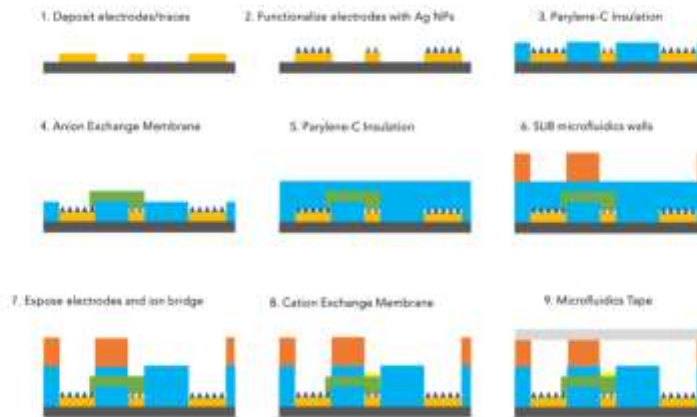 1. Deposit electrodes/traces
2. Functionalize electrodes with Ag NPs
3. Parylene-C Insulation
4. Anion Exchange Membrane
5. Parylene-C Insulation
6. SU8 microfluidics walls
7. Expose electrodes and ion bridge
8. Cation Exchange Membrane
9. Microfluidics Tape